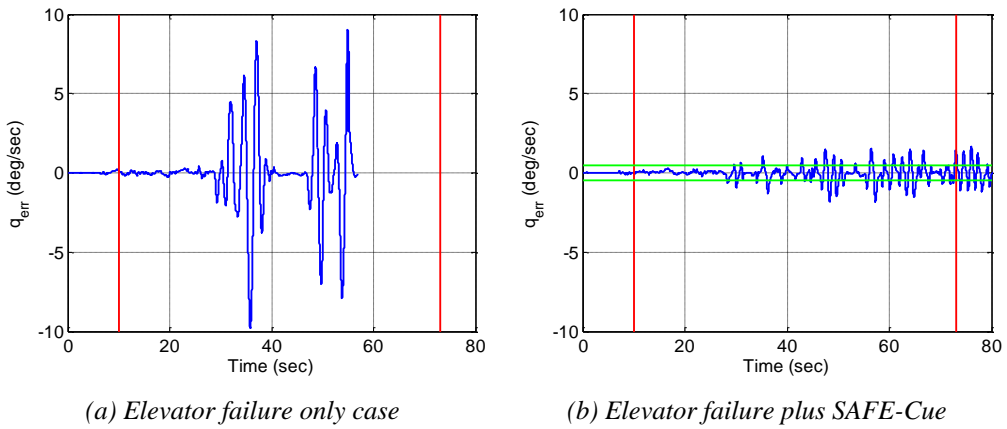 10
5
0
-5
-10
q_err (deg/sec)
0 20 40 60 80
Time (sec)
(a) Elevator failure only case
10
5
0
-5
-10
q_err (deg/sec)
0 20 40 60 80
Time (sec)
(b) Elevator failure plus SAFE-Cue